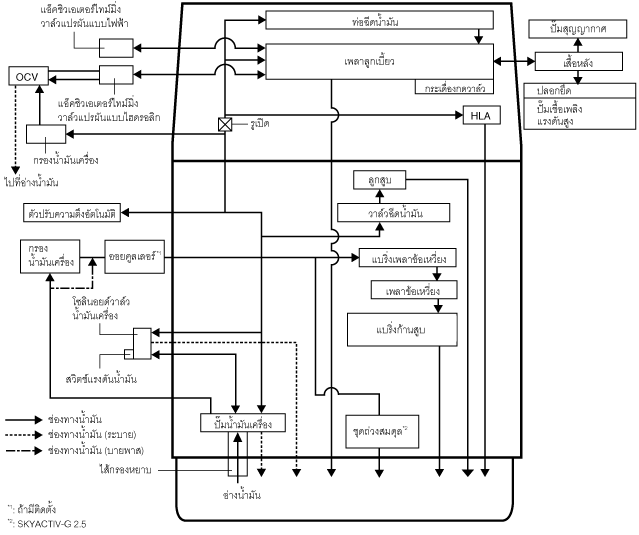 แอ็คชิวเอเตอร์ไทม์มิ่ง
วาล์วแปรผันแบบไฟฟ้า
ท่อฉีดน้ำมัน
ปั๊มสุญญากาศ
เพลาลูกเบี้ยว
เสื้อหลัง
OCV
กระเดื่องกดวาล์ว
ปลอกยึด
ปั๊มเชื้อเพลิง
แรงดันสูง
แอ็คชิวเอเตอร์ไทม์มิ่ง
วาล์วแปรผันแบบไฮดรอลิก
HLA
รูเปิด
กรองน้ำมันเครื่อง
ไปที่อ่างน้ำมัน
ลูกสูบ
ตัวปรับความตึงอัตโนมัติ
วาล์วฉีดน้ำมัน
กรอง
น้ำมันเครื่อง
ออยคูลเลอร์*1
แบริ่งเพลาข้อเหวี่ยง
เพลาข้อเหวี่ยง
โซลินอยด์วาล์ว
น้ำมันเครื่อง
แบริ่งก้านสูบ
สวิตช์แรงดันน้ำมัน
ช่องทางน้ำมัน
ปั๊มน้ำมันเครื่อง
ชุดถ่วงสมดุล*2
ช่องทางน้ำมัน (ระบาย)
ช่องทางน้ำมัน (บายพาส)
ไส้กรองหยาบ
อ่างน้ำมัน
*1: ถ้ามีติดตั้ง
*2: SKYACTIV-G 2.5